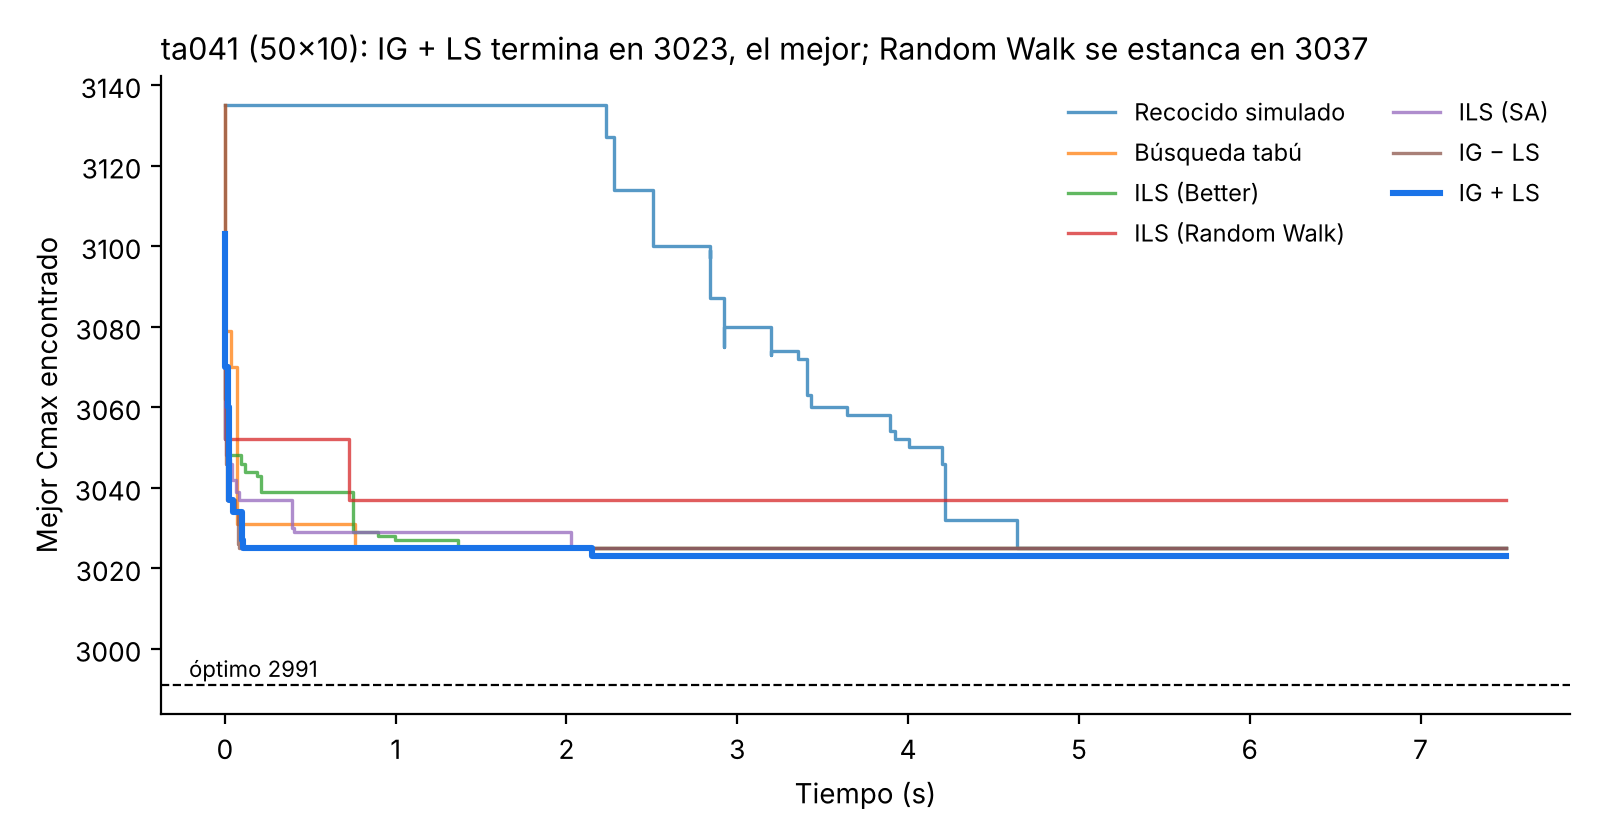 ta041 (50×10): IG + LS termina en 3023, el mejor; Random Walk se estanca en 3037
Mejor Cmax encontrado
3140
3120
3100
3080
3060
3040
3020
3000
Recocido simulado
Búsqueda tabú
ILS (Better)
ILS (Random Walk)
ILS (SA)
IG − LS
IG + LS
óptimo 2991
0 1 2 3 4 5 6 7
Tiempo (s)